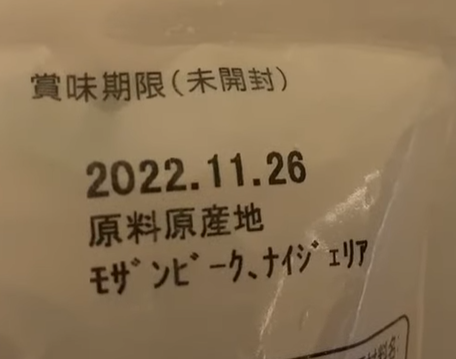 賞味期限(未開封)
2022.11.26
原料原産地
モザンビーク、ナイジェリア